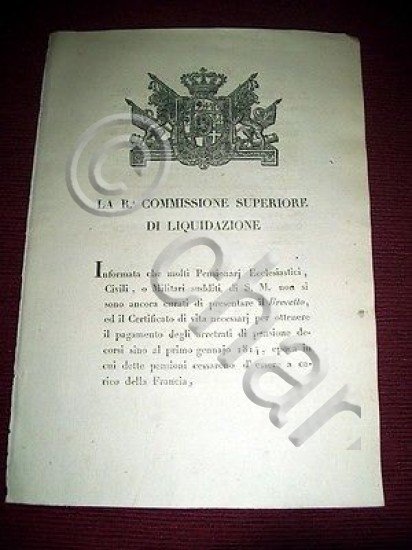 LA R.ª COMMISSIONE SUPERIORE
DI LIQUIDAZIONE
Informata che molti Pensionarj Ecclesiastici,
Civili, o Militari sudditi di S. M. non si
sono ancora curati di presentare il Brevetto,
ed il Certificato di vita necessarj per ottenere
il pagamento degli arretrati di pensione de-
corsi sino al primo gennajo 1814, epoca in
cui dette pensioni cessarono d'essere a ca-
rico della Francia,
©